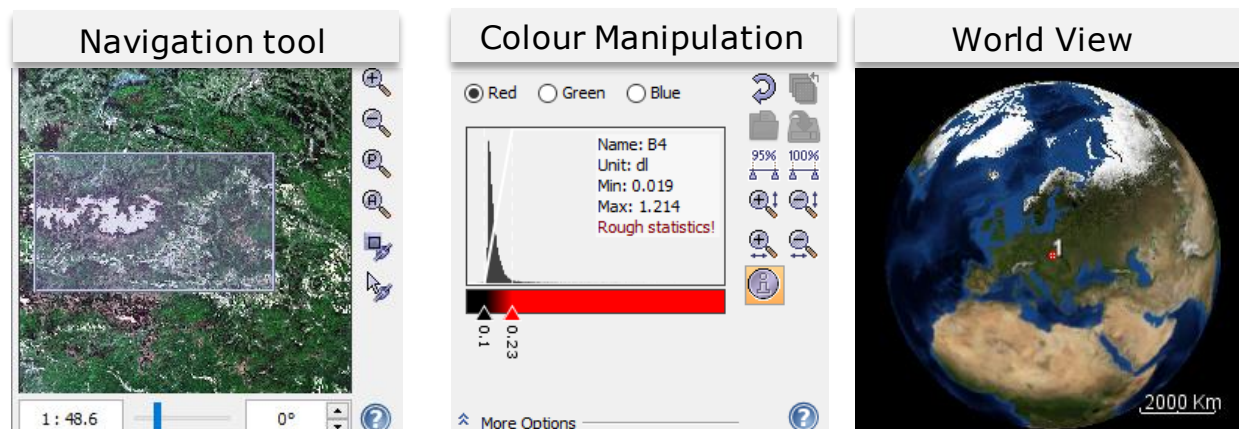 Navigation tool
1: 48.6
0°
Colour Manipulation
Red Green Blue
Name: B4
Unit: dl
Min: 0.019
Max: 1.214
Rough statistics!
95% 100%
0.1
0.23
More Options
World View
1
2000 Km